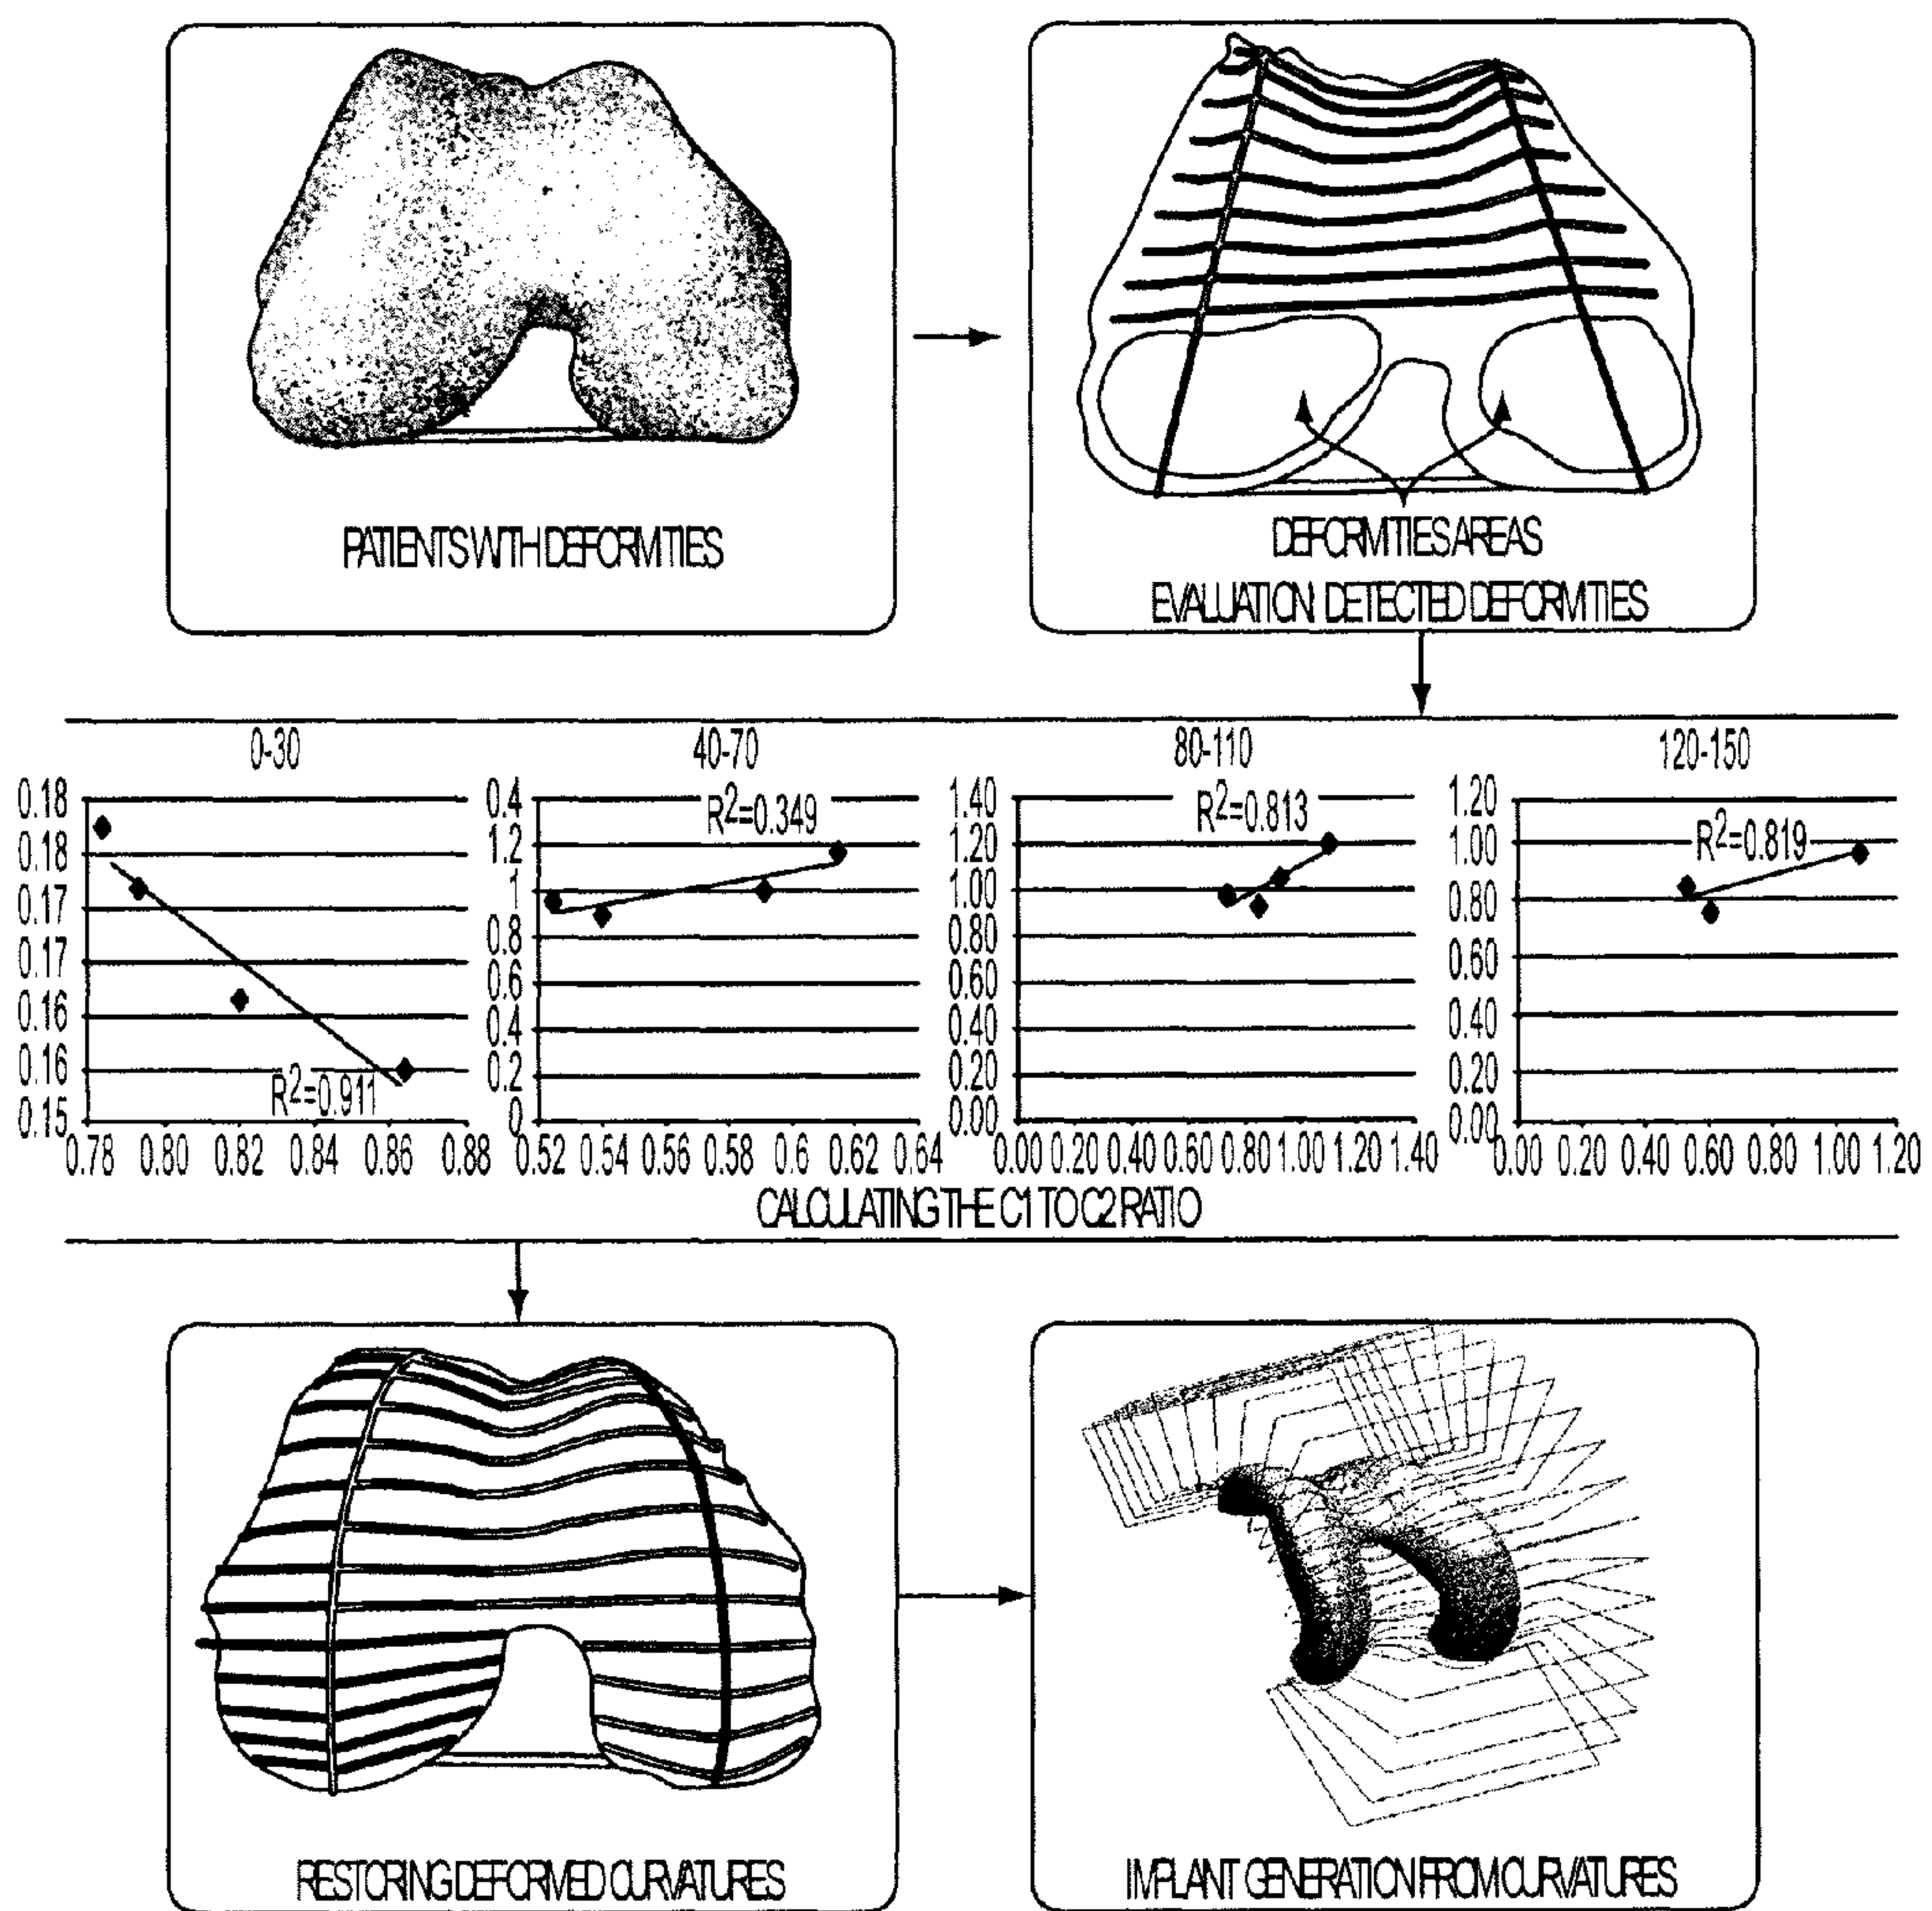 PATIENTS WITH DEFORMITIES
DEFORMITIES AREAS
EVALUATION: DETECTED DEFORMITIES
0-30
0.18
0.18
0.17
0.17
0.16
0.16
0.15
R2=0.911
0.78 0.80 0.82 0.84 0.86 0.88
40-70
0.4
1.2
1
0.8
0.6
0.4
0.2
0
R2=0.349
0.52 0.54 0.56 0.58 0.6 0.62 0.64
80-110
1.40
1.20
1.00
0.80
0.60
0.40
0.20
0.00
R2=0.813
0.00 0.20 0.40 0.60 0.80 1.00 1.20 1.40
120-150
1.20
1.00
0.80
0.60
0.40
0.20
0.00
R2=0.819
0.00 0.20 0.40 0.60 0.80 1.00 1.20
CALCULATING THE C1 TO C2 RATIO
RESTORING DEFORMED CURVATURES
IMPLANT GENERATION FROM CURVATURES